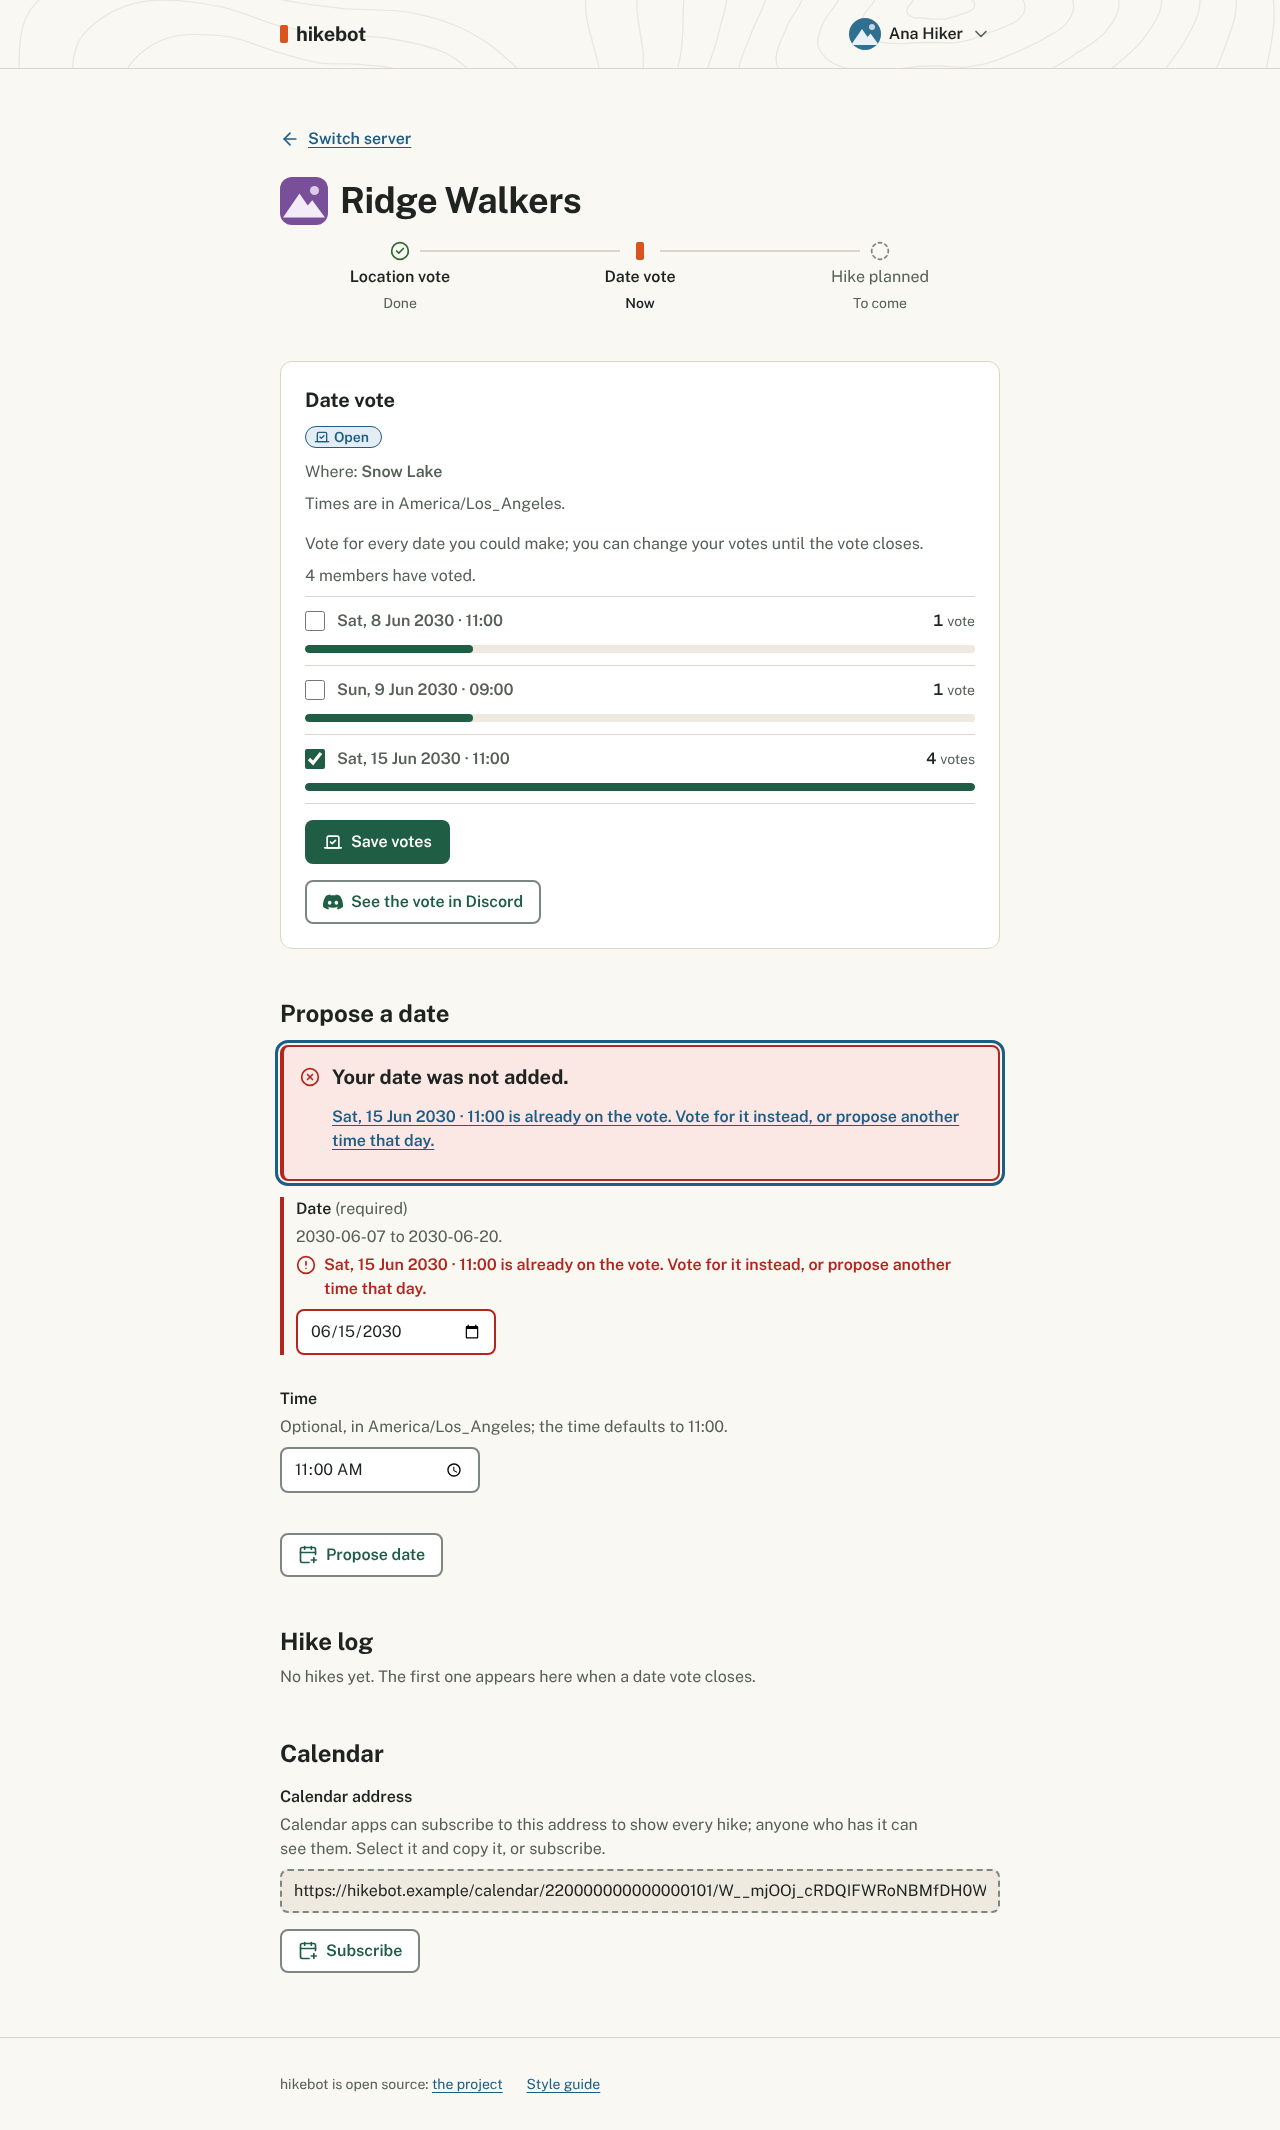 hikebot
Ana Hiker
Switch server
Ridge Walkers
Location vote
Done
Date vote
Now
Hike planned
To come
Date vote
Open
Where: Snow Lake
Times are in America/Los_Angeles.
Vote for every date you could make; you can change your votes until the vote closes.
4 members have voted.
Sat, 8 Jun 2030 · 11:00
1 vote
Sun, 9 Jun 2030 · 09:00
1 vote
Sat, 15 Jun 2030 · 11:00
4 votes
Save votes
See the vote in Discord
Propose a date
Your date was not added.
Sat, 15 Jun 2030 · 11:00 is already on the vote. Vote for it instead, or propose another
time that day.
Date (required)
2030-06-07 to 2030-06-20.
Sat, 15 Jun 2030 · 11:00 is already on the vote. Vote for it instead, or propose another
time that day.
06/15/2030
Time
Optional, in America/Los_Angeles; the time defaults to 11:00.
11:00 AM
Propose date
Hike log
No hikes yet. The first one appears here when a date vote closes.
Calendar
Calendar address
Calendar apps can subscribe to this address to show every hike; anyone who has it can
see them. Select it and copy it, or subscribe.
https://hikebot.example/calendar/220000000000000101/W__mjOOj_cRDQIFWRoNBMfDH0W
Subscribe
hikebot is open source: the project
Style guide